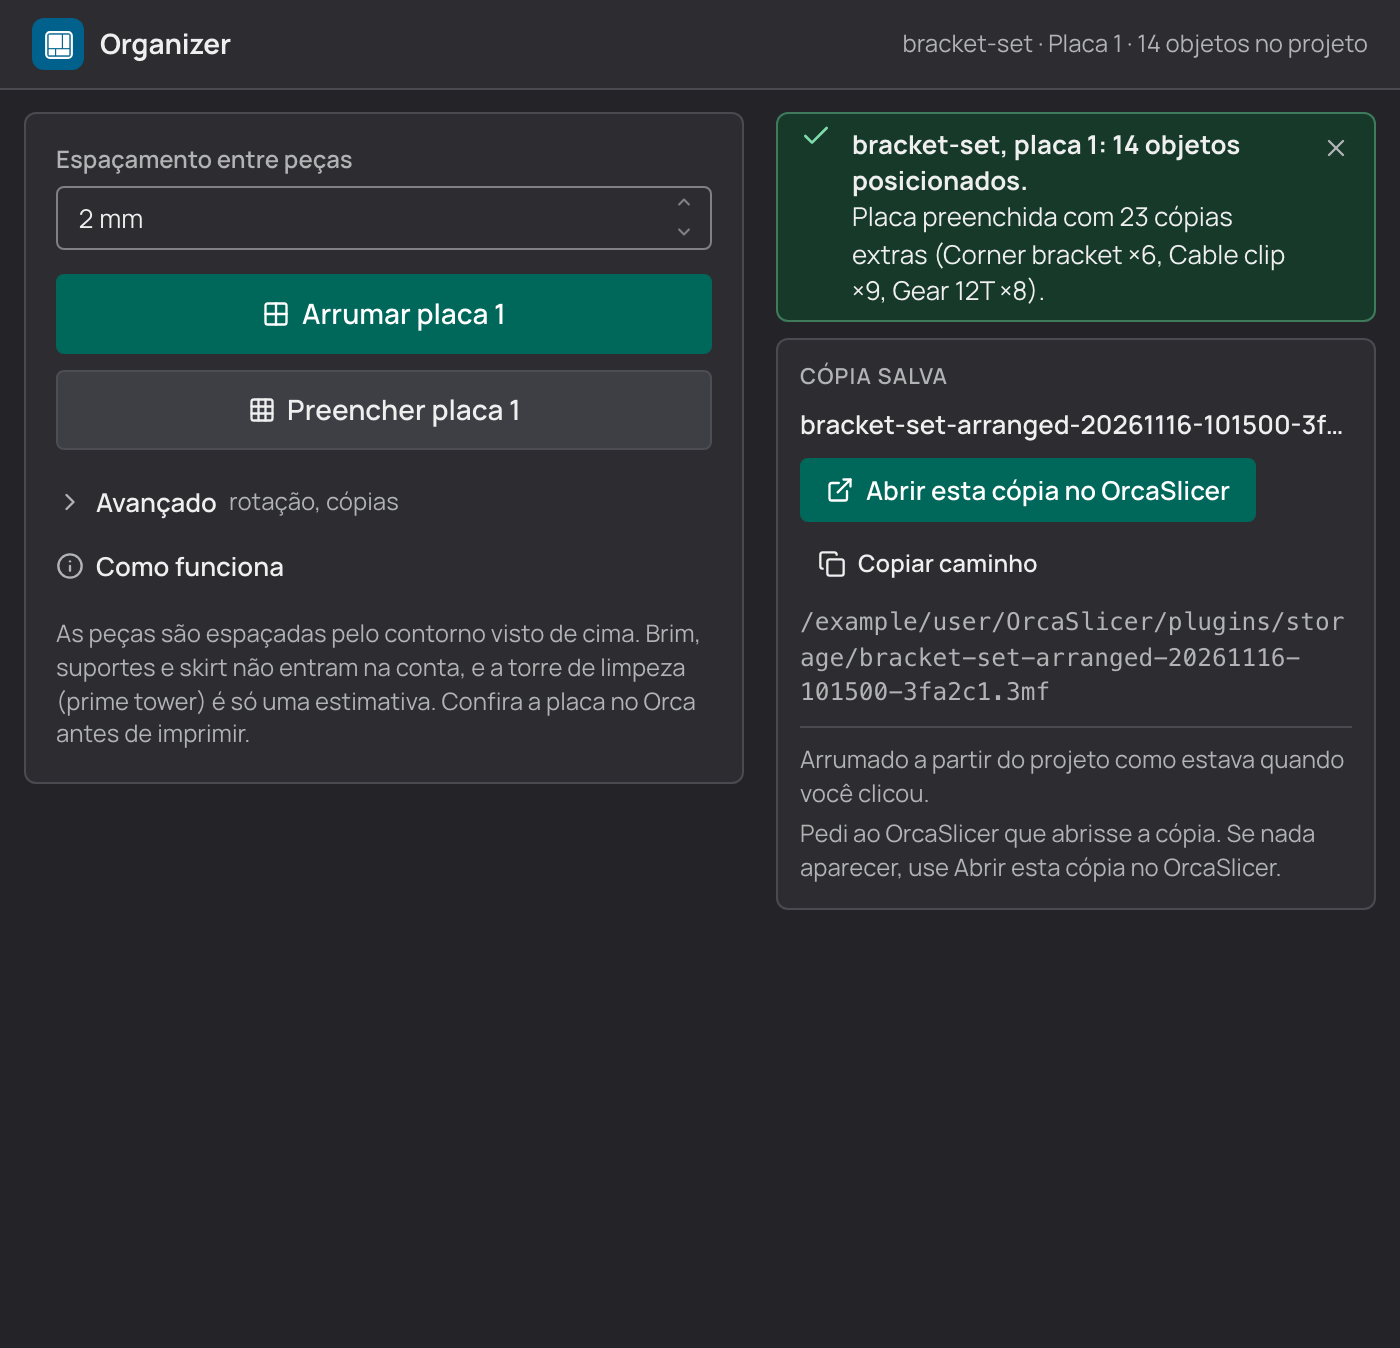 Organizer
bracket-set · Placa 1 · 14 objetos no projeto
Espaçamento entre peças
2 mm
Arrumar placa 1
Preencher placa 1
Avançado rotação, cópias
Como funciona
As peças são espaçadas pelo contorno visto de cima. Brim,
suportes e skirt não entram na conta, e a torre de limpeza
(prime tower) é só uma estimativa. Confira a placa no Orca
antes de imprimir.
bracket-set, placa 1: 14 objetos
posicionados.
Placa preenchida com 23 cópias
extras (Corner bracket ×6, Cable clip
×9, Gear 12T ×8).
CÓPIA SALVA
bracket-set-arranged-20261116-101500-3f...
Abrir esta cópia no OrcaSlicer
Copiar caminho
/example/user/OrcaSlicer/plugins/stor
age/bracket-set-arranged-20261116-
101500-3fa2c1.3mf
Arrumado a partir do projeto como estava quando
você clicou.
Pedi ao OrcaSlicer que abrisse a cópia. Se nada
aparecer, use Abrir esta cópia no OrcaSlicer.